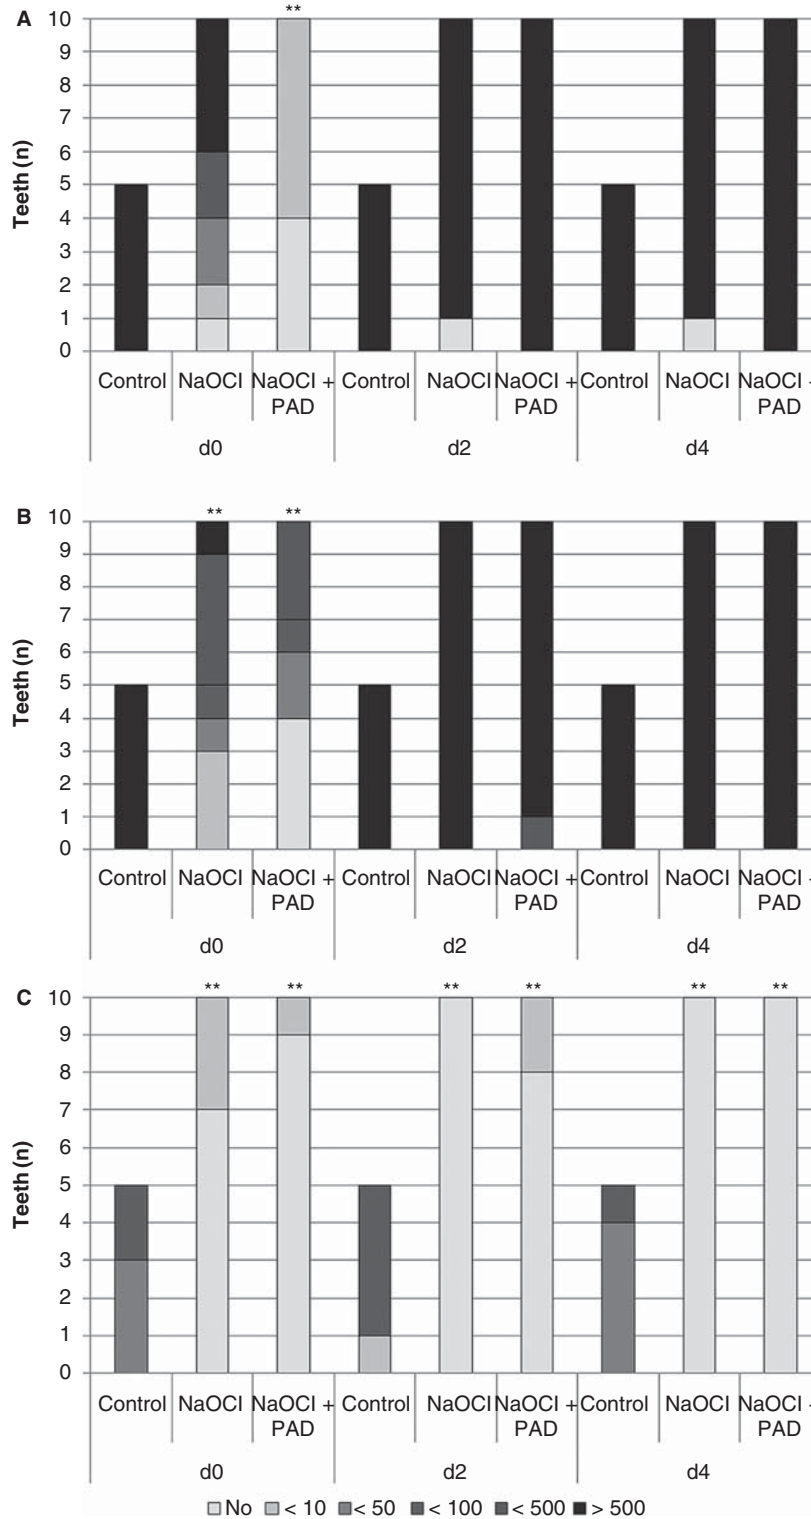 A
**
10
9
8
7
6
5
4
3
2
1
0
Teeth (n)
Control NaOCl NaOCl + PAD Control NaOCl NaOCl + PAD Control NaOCl NaOCl + PAD
d0 d2 d4
B
** **
10
9
8
7
6
5
4
3
2
1
0
Teeth (n)
Control NaOCl NaOCl + PAD Control NaOCl NaOCl + PAD Control NaOCl NaOCl + PAD
d0 d2 d4
C
** ** ** ** ** **
10
9
8
7
6
5
4
3
2
1
0
Teeth (n)
Control NaOCl NaOCl + PAD Control NaOCl NaOCl + PAD Control NaOCl NaOCl + PAD
d0 d2 d4
No < 10 < 50 < 100 < 500 > 500